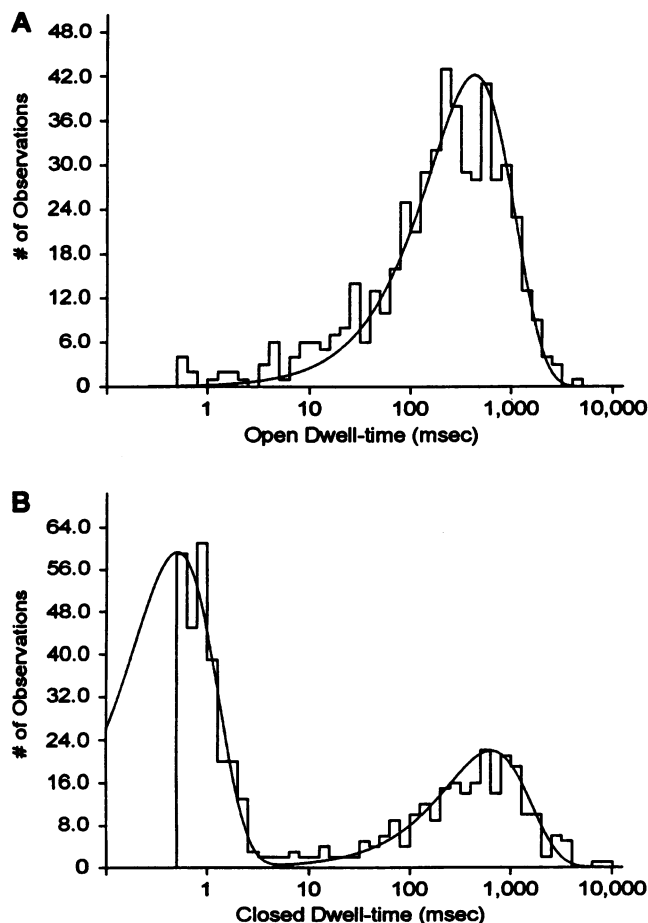 A
# of Observations
48.0
42.0
36.0
30.0
24.0
18.0
12.0
6.0
0
1 10 100 1,000 10,000
Open Dwell-time (msec)
B
# of Observations
64.0
56.0
48.0
40.0
32.0
24.0
16.0
8.0
0
1 10 100 1,000 10,000
Closed Dwell-time (msec)